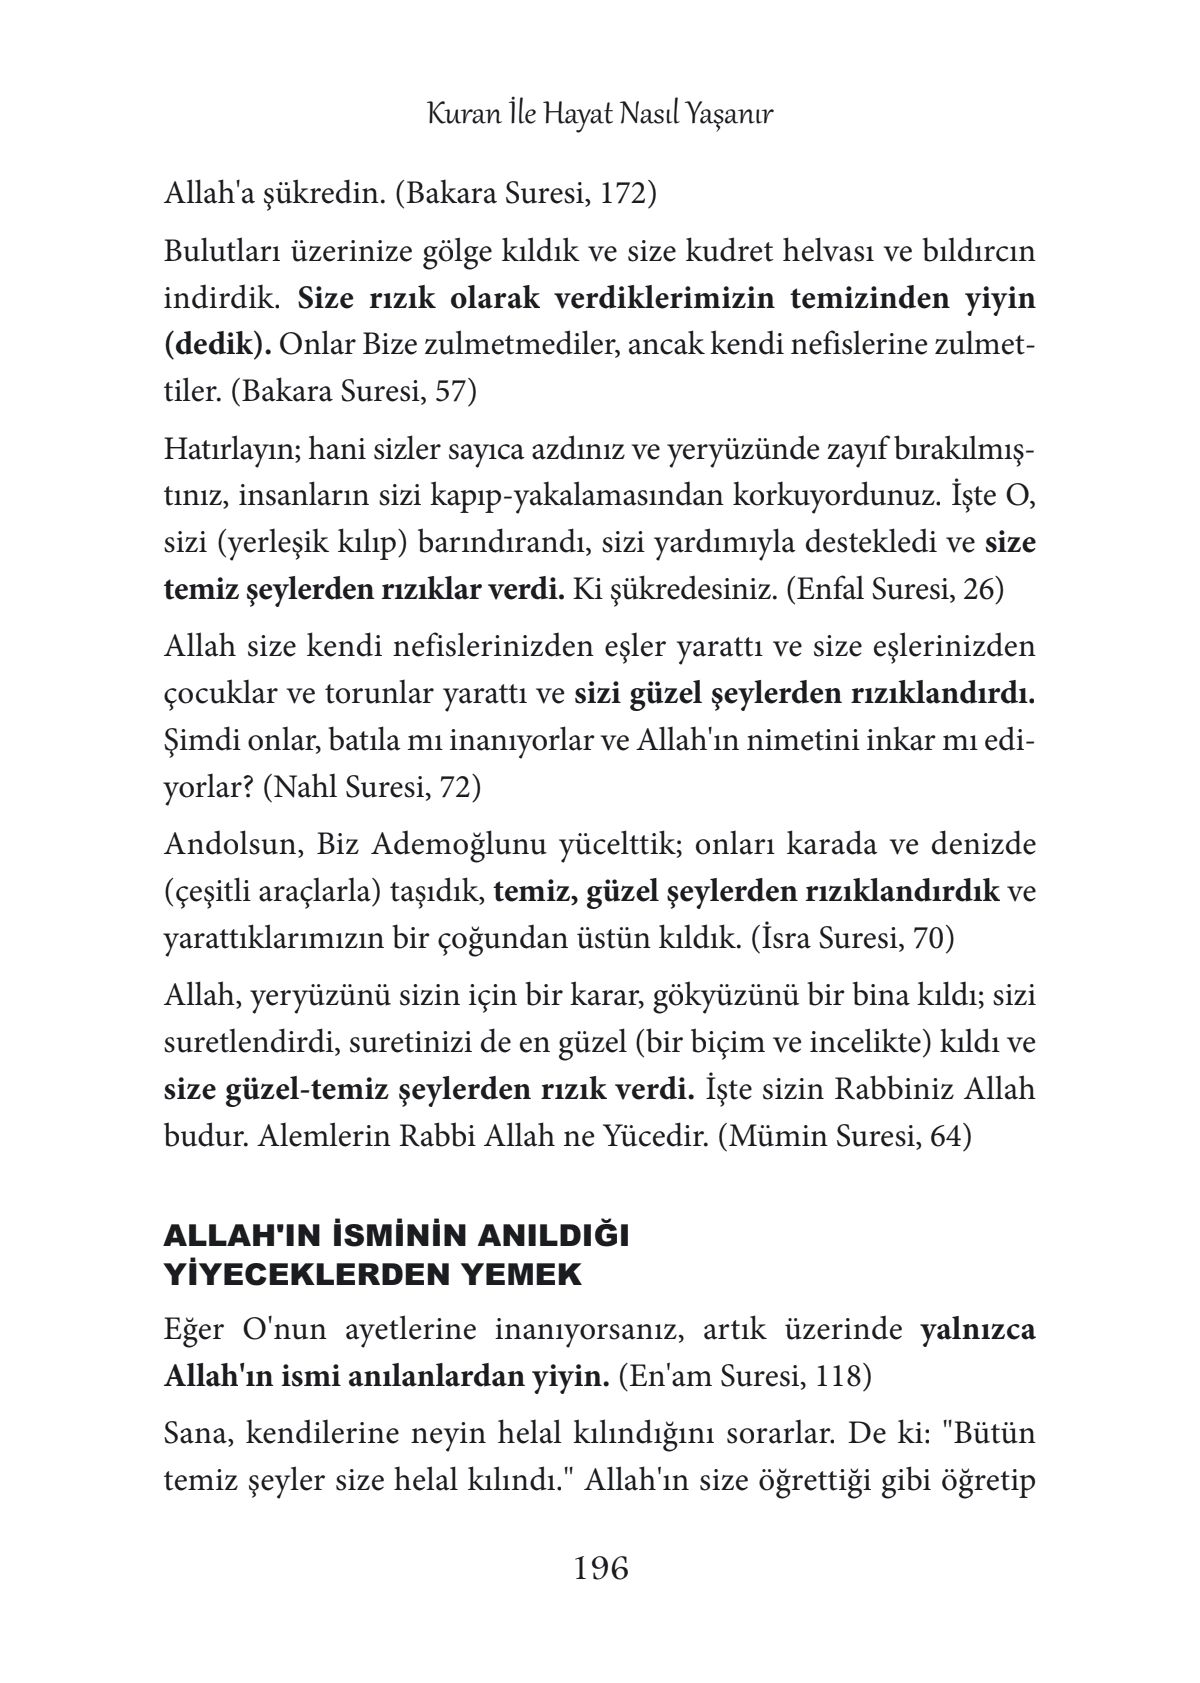 Kuran İle Hayat Nasıl Yaşanır
Allah'a şükredin. (Bakara Suresi, 172)
Bulutları üzerinize gölge kıldık ve size kudret helvası ve bıldırcın
indirdik. Size rızık olarak verdiklerimizin temizinden yiyin
(dedik). Onlar Bize zulmetmediler, ancak kendi nefislerine zulmet-
tiler. (Bakara Suresi, 57)
Hatırlayın; hani sizler sayıca azdınız ve yeryüzünde zayıf bırakılmış-
tınız, insanların sizi kapıp-yakalamasından korkuyordunuz. İşte O,
sizi (yerleşik kılıp) barındırandı, sizi yardımıyla destekledi ve size
temiz şeylerden rızıklar verdi. Ki şükredesiniz. (Enfal Suresi, 26)
Allah size kendi nefislerinizden eşler yarattı ve size eşlerinizden
çocuklar ve torunlar yarattı ve sizi güzel şeylerden rızıklandırdı.
Şimdi onlar, batıla mı inanıyorlar ve Allah'ın nimetini inkar mı edi-
yorlar? (Nahl Suresi, 72)
Andolsun, Biz Ademoğlunu yücelttik; onları karada ve denizde
(çeşitli araçlarla) taşıdık, temiz, güzel şeylerden rızıklandırdık ve
yarattıklarımızın bir çoğundan üstün kıldık. (İsra Suresi, 70)
Allah, yeryüzünü sizin için bir karar, gökyüzünü bir bina kıldı; sizi
suretlendirdi, suretinizi de en güzel (bir biçim ve incelikte) kıldı ve
size güzel-temiz şeylerden rızık verdi. İşte sizin Rabbiniz Allah
budur. Alemlerin Rabbi Allah ne Yücedir. (Mümin Suresi, 64)
ALLAH'IN İSMİNİN ANILDIĞI
YİYECEKLERDEN YEMEK
Eğer O'nun ayetlerine inanıyorsanız, artık üzerinde yalnızca
Allah'ın ismi anılanlardan yiyin. (En'am Suresi, 118)
Sana, kendilerine neyin helal kılındığını sorarlar. De ki: "Bütün
temiz şeyler size helal kılındı." Allah'ın size öğrettiği gibi öğretip
196